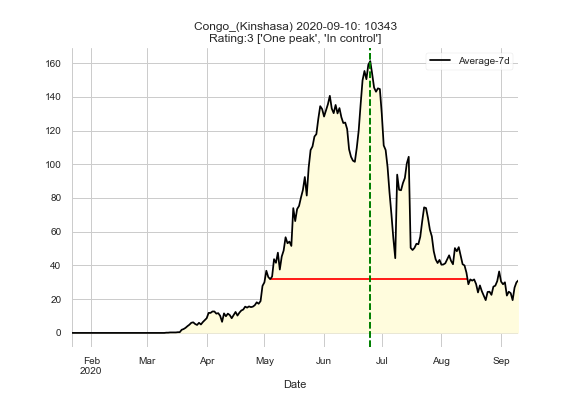 Congo_(Kinshasa) 2020-09-10: 10343
Rating:3 ['One peak', 'In control']
Average-7d
160
140
120
100
80
60
40
20
0
Feb
2020
Mar
Apr
May
Jun
Jul
Aug
Sep
Date